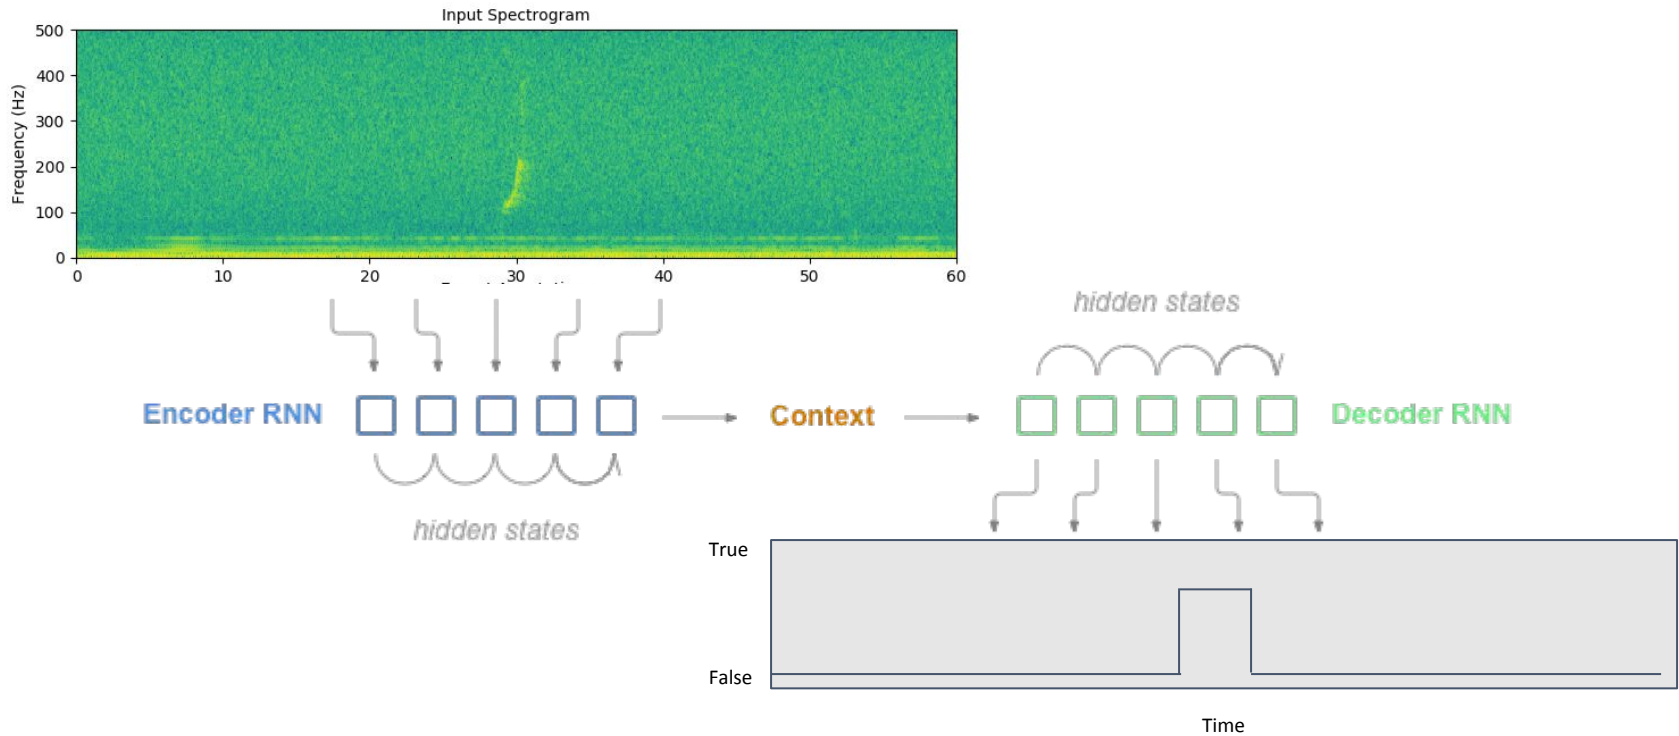 Input Spectrogram
500
400
300
200
100
0
Frequency (Hz)
0 10 20 30 40 50 60
hidden states
Encoder RNN
Context
Decoder RNN
hidden states
True
False
Time